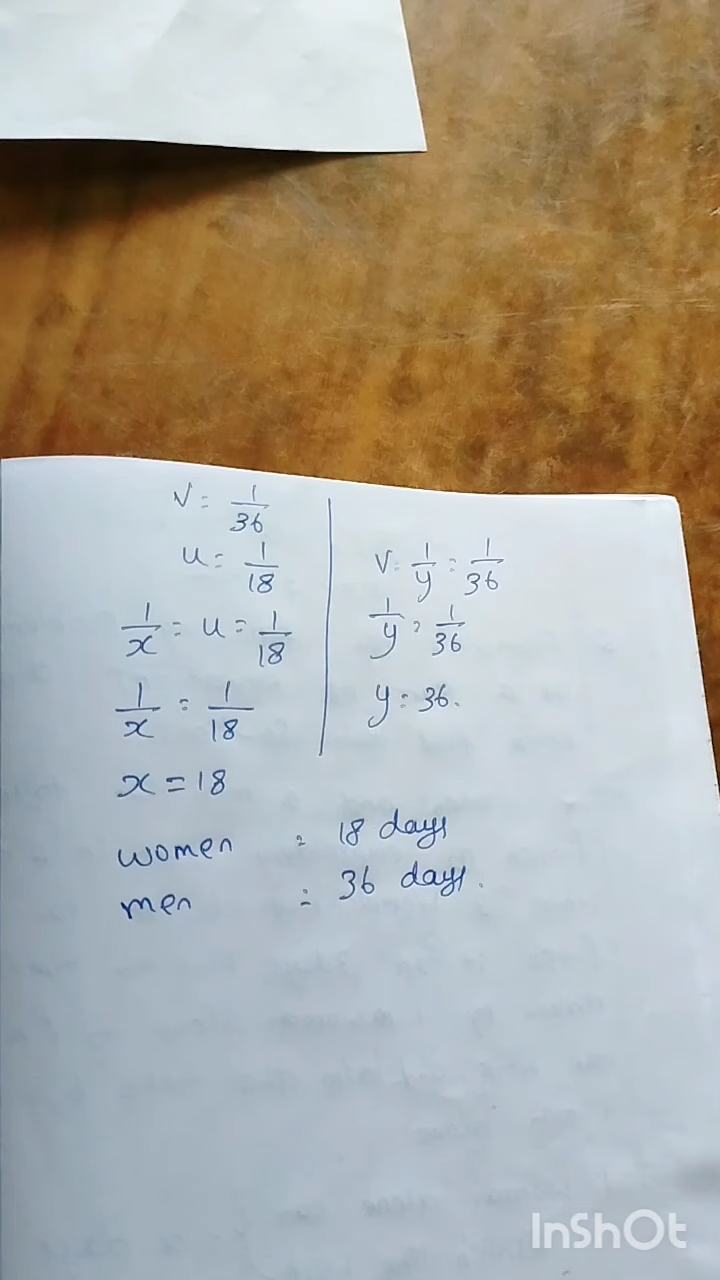 v = 1/36
u = 1/18
1/x = u = 1/18
1/x = 1/18
x = 18
v = 1/y = 1/36
1/y = 1/36
y = 36.
women = 18 days
men = 36 days.
InShOt